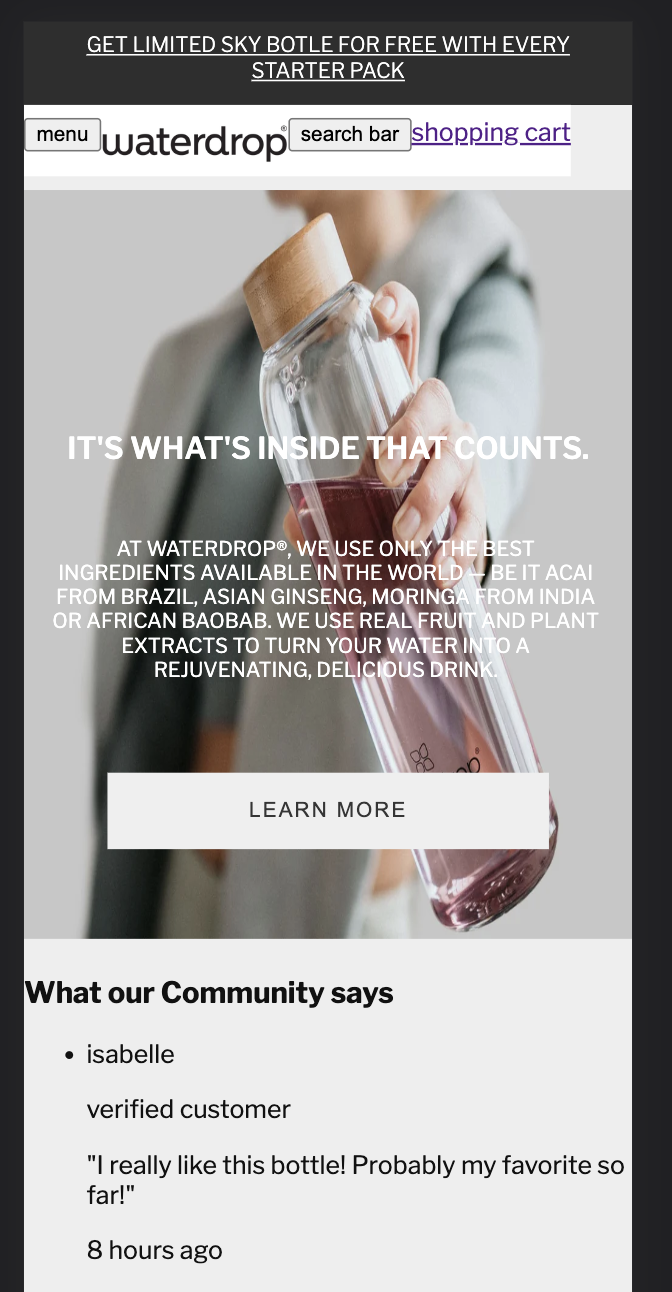 GET LIMITED SKY BOTLE FOR FREE WITH EVERY
STARTER PACK
menu waterdrop® search bar shopping cart
IT'S WHAT'S INSIDE THAT COUNTS.
AT WATERDROP®, WE USE ONLY THE BEST
INGREDIENTS AVAILABLE IN THE WORLD — BE IT ACAI
FROM BRAZIL, ASIAN GINSENG, MORINGA FROM INDIA
OR AFRICAN BAOBAB. WE USE REAL FRUIT AND PLANT
EXTRACTS TO TURN YOUR WATER INTO A
REJUVENATING, DELICIOUS DRINK.
LEARN MORE
What our Community says
• isabelle
verified customer
"I really like this bottle! Probably my favorite so
far!"
8 hours ago